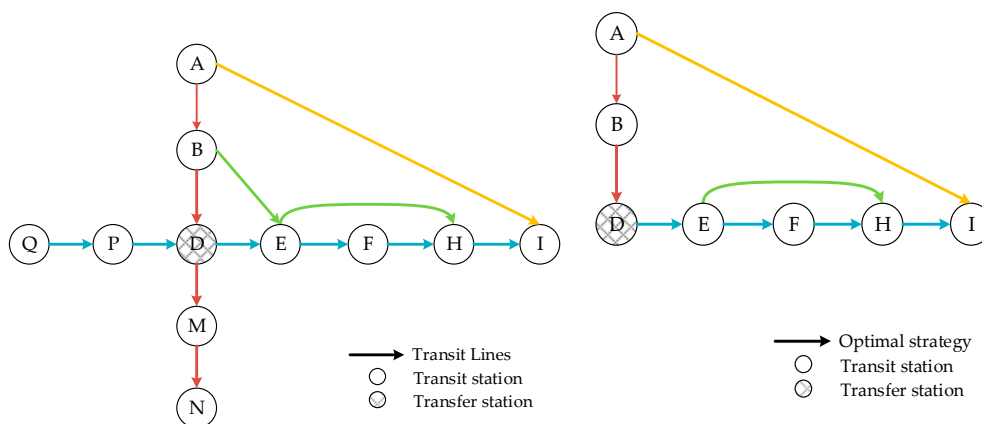 A
B
Q
P
D
E
F
H
I
M
N
Transit Lines
Transit station
Transfer station
A
B
D
E
F
H
I
Optimal strategy
Transit station
Transfer station